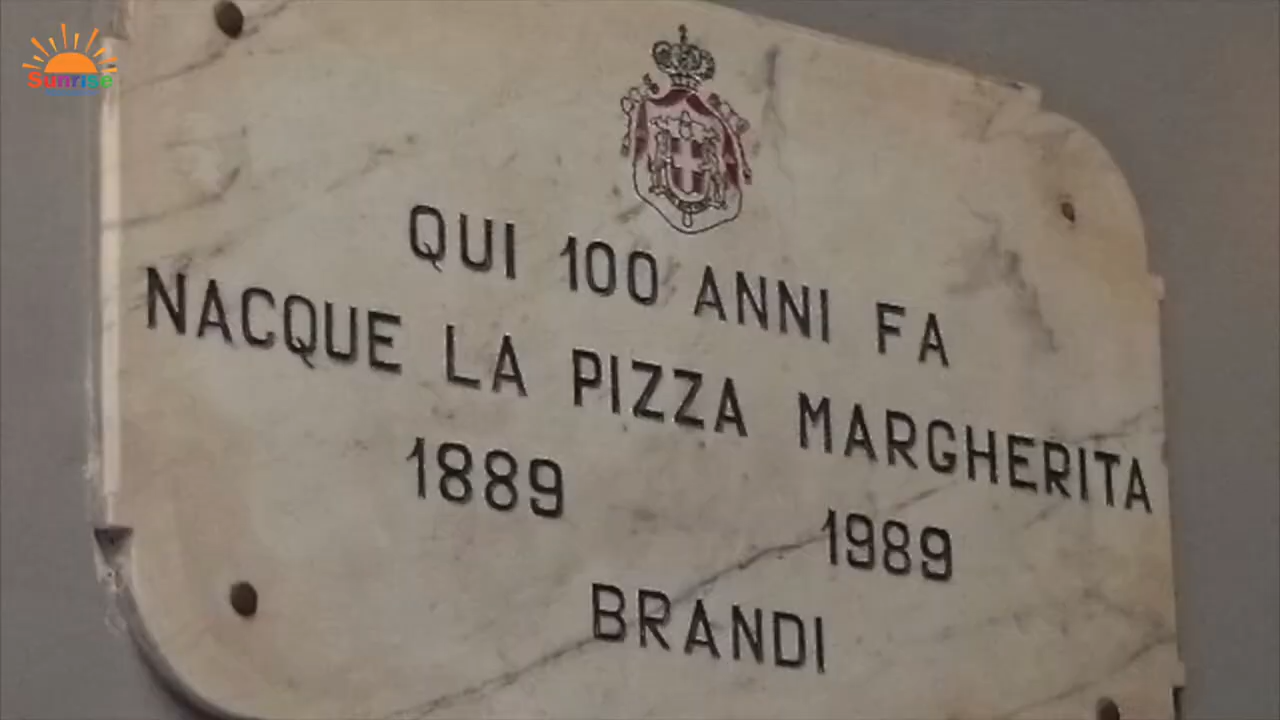 Sunrise
QUI 100 ANNI FA
NACQUE LA PIZZA MARGHERITA
1889 1989
BRANDI